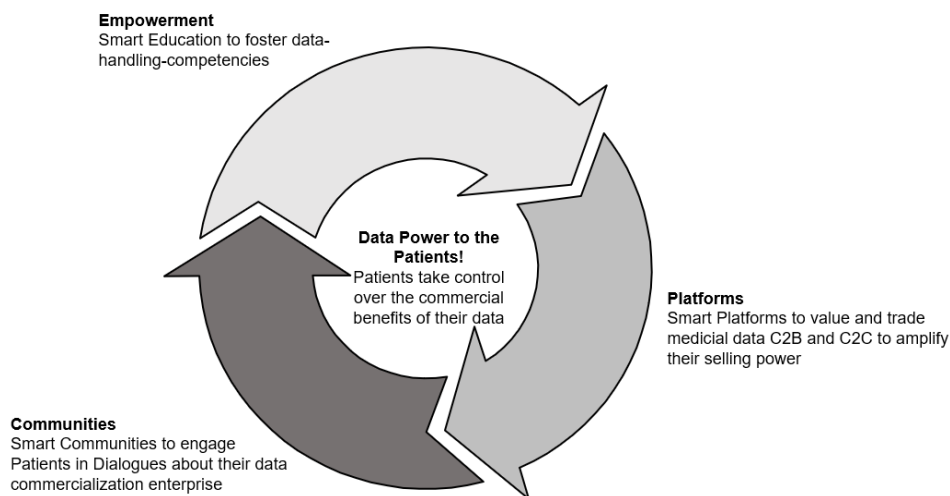 Empowerment
Smart Education to foster data-
handling-competencies
Data Power to the
Patients!
Patients take control
over the commercial
benefits of their data
Platforms
Smart Platforms to value and trade
medicial data C2B and C2C to amplify
their selling power
Communities
Smart Communities to engage
Patients in Dialogues about their data
commercialization enterprise